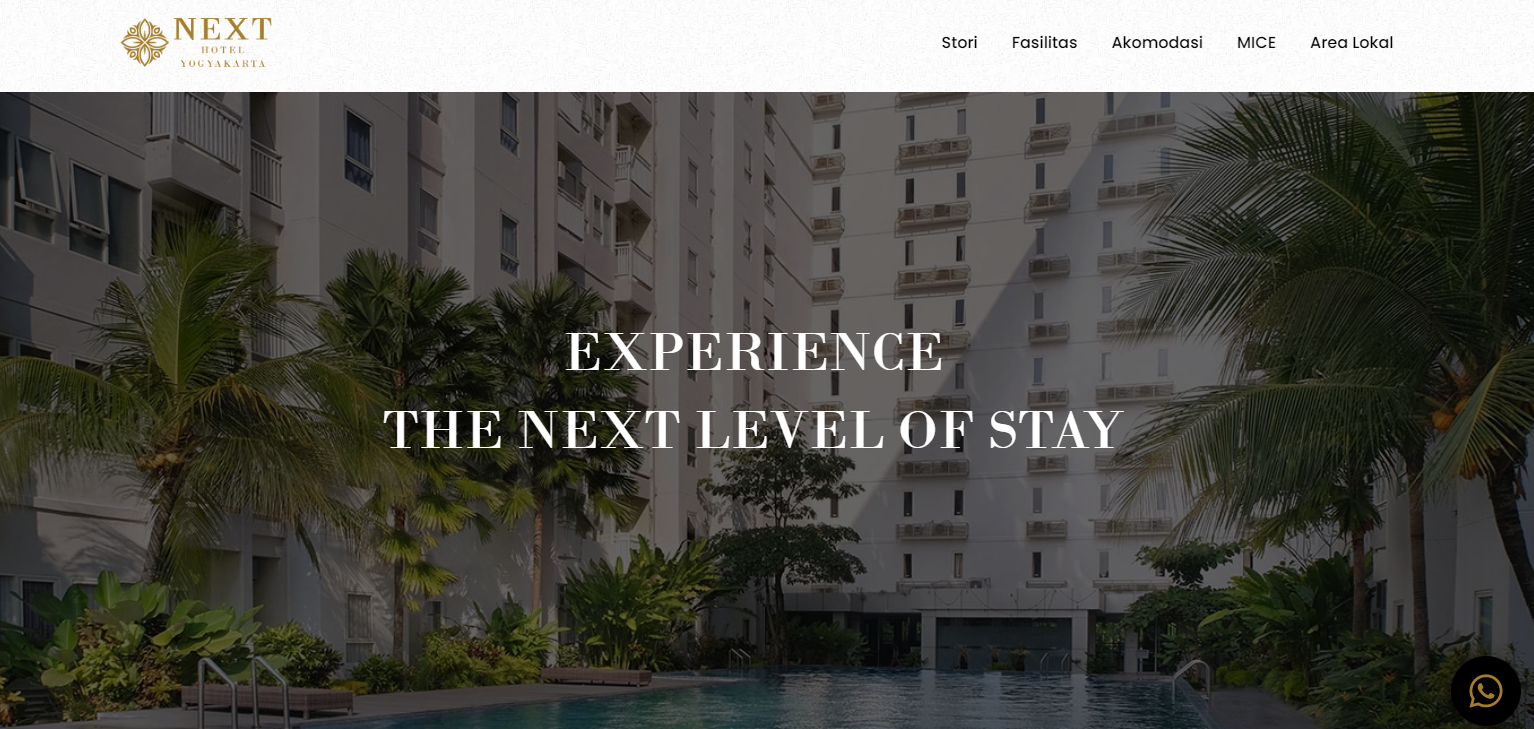 NEXT
HOTEL
YOGYAKARTA
Stori
Fasilitas
Akomodasi
MICE
Area Lokal
EXPERIENCE
THE NEXT LEVEL OF STAY